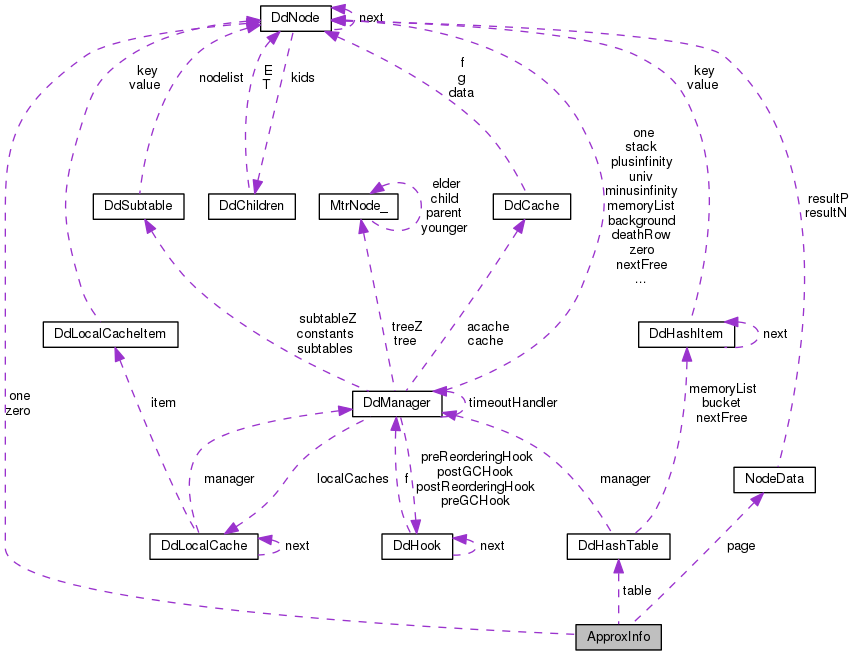 DdNode
next
key
value
nodelist
E
T
kids
f
g
data
key
value
one
stack
plusinfinity
univ
minusinfinity
memoryList
background
deathRow
zero
nextFree
...
resultP
resultN
DdSubtable
DdChildren
MtrNode_
elder
child
parent
younger
DdCache
DdLocalCacheItem
subtableZ
constants
subtables
treeZ
tree
acache
cache
DdHashItem
next
one
zero
item
DdManager
timeoutHandler
memoryList
bucket
nextFree
manager
localCaches
f
preReorderingHook
postGCHook
postReorderingHook
preGCHook
manager
NodeData
DdLocalCache
next
DdHook
next
DdHashTable
page
table
ApproxInfo